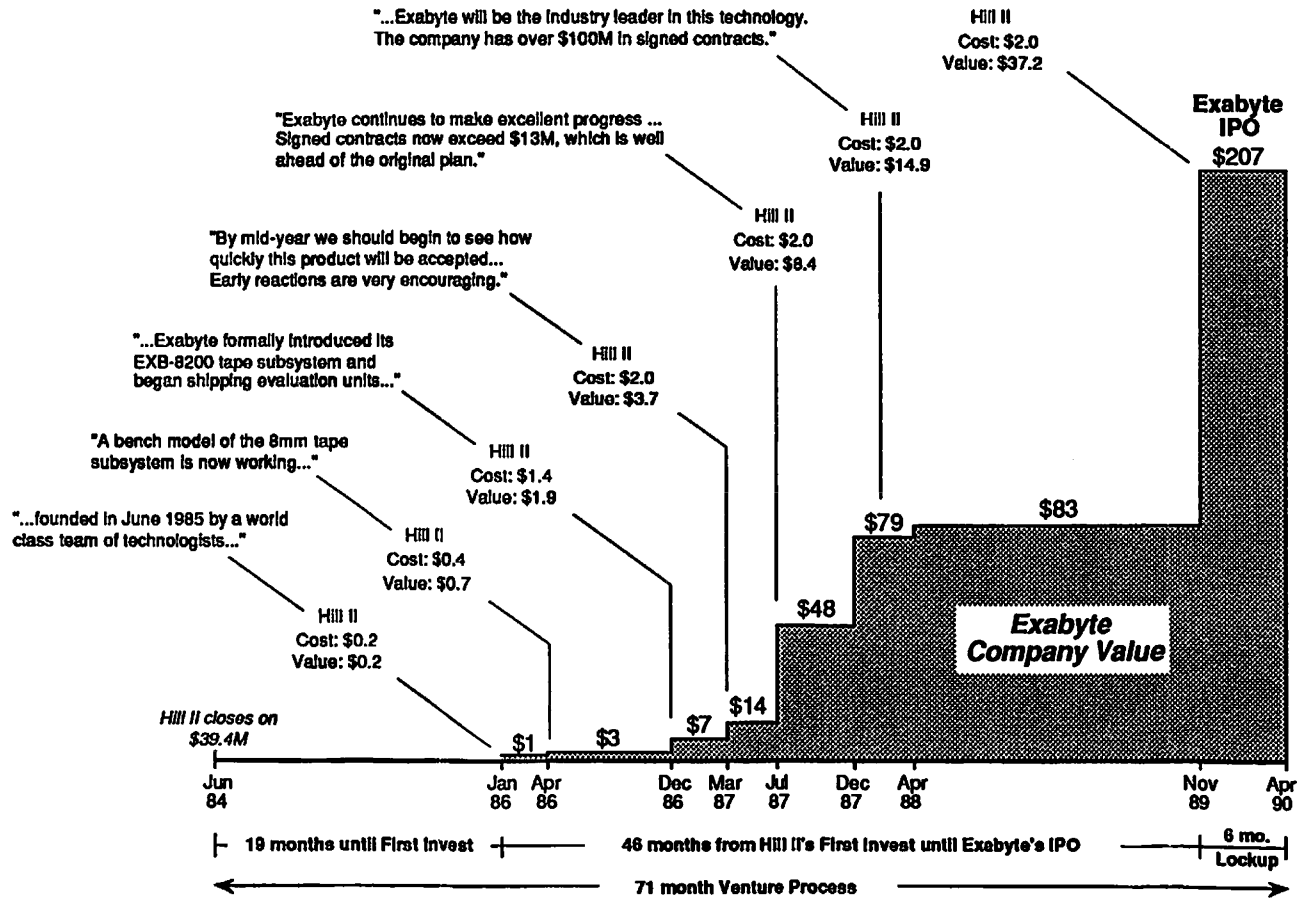 "...Exabyte will be the industry leader in this technology.
The company has over $100M in signed contracts."
Hill II
Cost: $2.0
Value: $37.2
Exabyte
IPO
$207
"Exabyte continues to make excellent progress ...
Signed contracts now exceed $13M, which is well
ahead of the original plan."
Hill II
Cost: $2.0
Value: $14.9
"By mid-year we should begin to see how
quickly this product will be accepted...
Early reactions are very encouraging."
Hill II
Cost: $2.0
Value: $8.4
"...Exabyte formally introduced its
EXB-8200 tape subsystem and
began shipping evaluation units..."
Hill II
Cost: $2.0
Value: $3.7
"A bench model of the 8mm tape
subsystem is now working..."
Hill II
Cost: $1.4
Value: $1.9
"...founded in June 1985 by a world
class team of technologists..."
Hill II
Cost: $0.4
Value: $0.7
Hill II
Cost: $0.2
Value: $0.2
Hill II closes on
$39.4M
$1
$3
$7
$14
$48
$79
$83
Exabyte
Company Value
Jun
84
Jan
86
Apr
86
Dec
86
Mar
87
Jul
87
Dec
87
Apr
88
Nov
89
Apr
90
19 months until First Invest
46 months from Hill II's First Invest until Exabyte's IPO
6 mo.
Lockup
71 month Venture Process